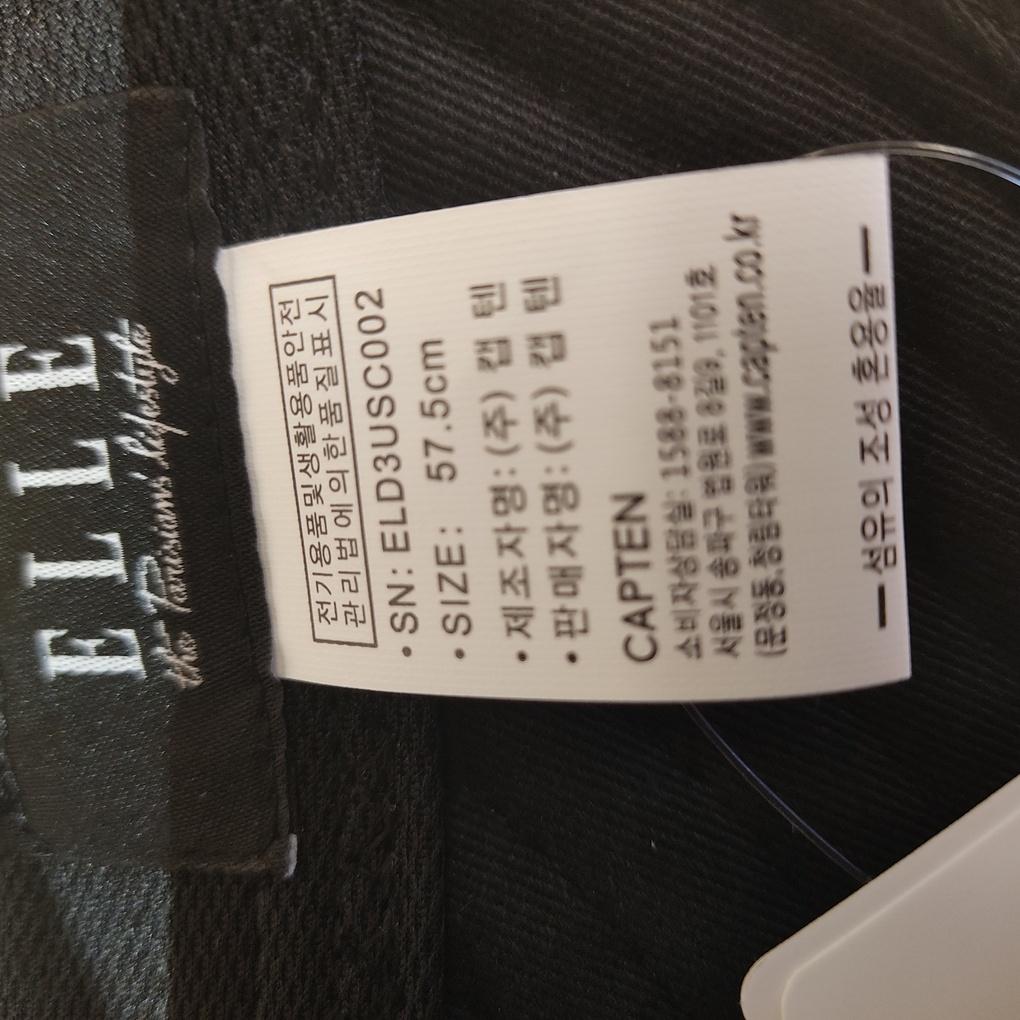 ELLE
the Parisians' lifestyle
전기용품및생활용품안전
관리법에의한품질표시
• SN: ELD3USC002
• SIZE: 57.5cm
• 제조자명: (주) 캡 텐
• 판매자명: (주) 캡 텐
CAPTEN
소비자상담실: 1588-8151
서울시 송파구 법원로 8길9, 1101호
(문정동,청림타워) www.capten.co.kr
— 섬유의 조성 혼용율 —